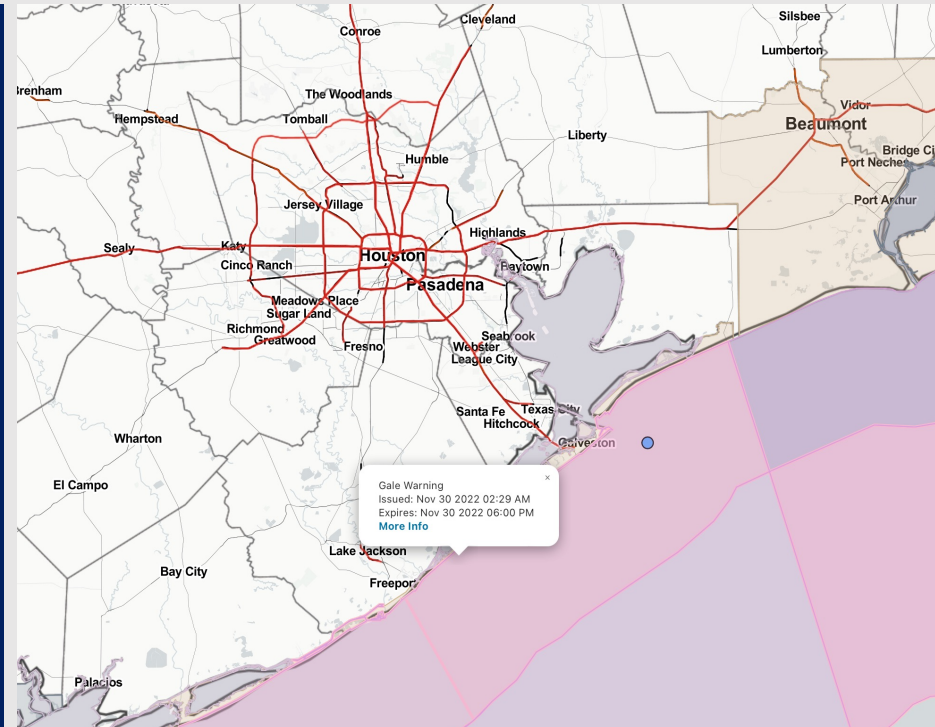 Silsbee
Cleveland
Conroe
Lumberton
The Woodlands
Brenham
Vidor
Hempstead
Tomball
Beaumont
Liberty
Bridge Ci
Humble
Port Neches
Port Arthur
Jersey Village
Highlands
Sealy
Katy
Houston
Cinco Ranch
Baytown
Pasadena
Meadows Place
Sugar Land
Richmond
Greatwood
Fresno
Seabrook
Webster
League City
Santa Fe
Texas City
Hitchcock
Wharton
Galveston
El Campo
×
Gale Warning
Issued: Nov 30 2022 02:29 AM
Expires: Nov 30 2022 06:00 PM
More Info
Lake Jackson
Bay City
Freeport
Palacios